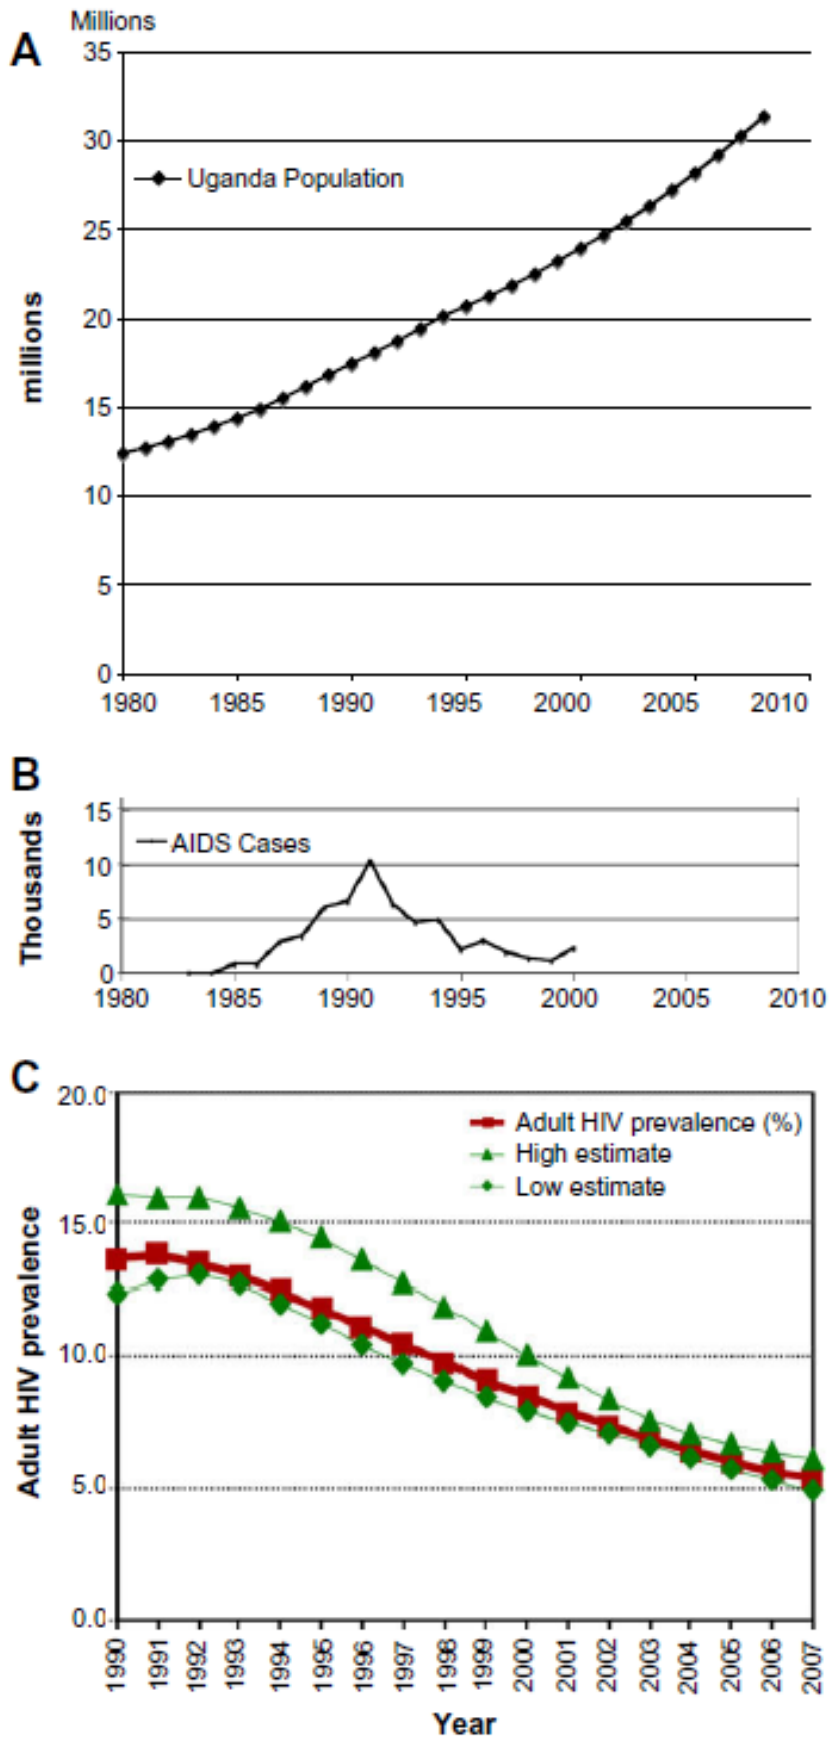 A
Millions
35
30
Uganda Population
25
20
millions
15
10
5
0
1980 1985 1990 1995 2000 2005 2010
B
Thousands
15
AIDS Cases
10
5
0
1980 1985 1990 1995 2000 2005 2010
C
20.0
Adult HIV prevalence (%)
High estimate
Low estimate
15.0
Adult HIV prevalence
10.0
5.0
0.0
1990 1991 1992 1993 1994 1995 1996 1997 1998 1999 2000 2001 2002 2003 2004 2005 2006 2007
Year